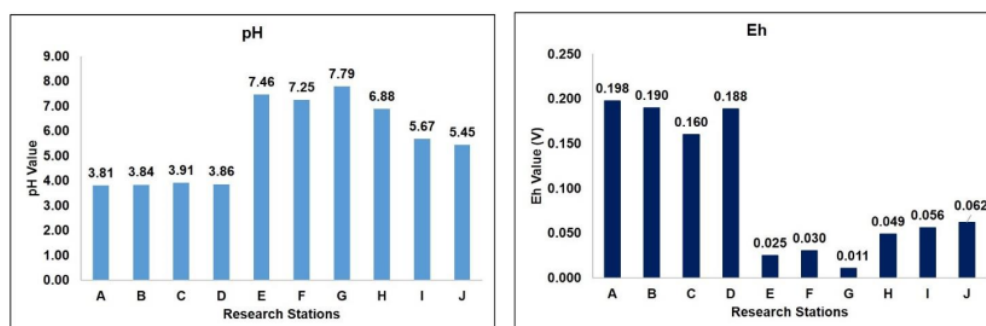 pH
9.00
8.00
7.00
6.00
5.00
4.00
3.00
2.00
1.00
0.00
pH Value
3.81 3.84 3.91 3.86 7.46 7.25 7.79 6.88 5.67 5.45
A B C D E F G H I J
Research Stations
Eh
0.250
0.200
0.150
0.100
0.050
0.000
Eh Value (V)
0.198 0.190 0.160 0.188 0.025 0.030 0.011 0.049 0.056 0.062
A B C D E F G H I J
Research Stations